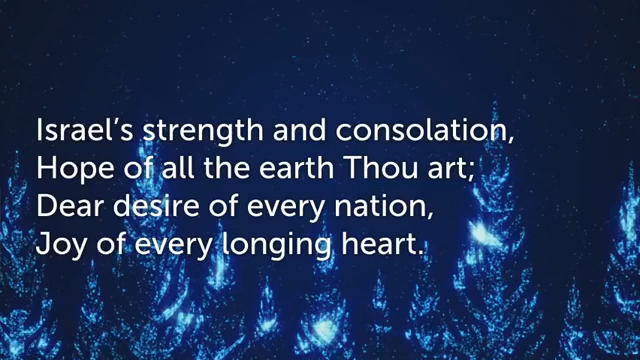 Israel’s strength and consolation,
Hope of all the earth Thou art;
Dear desire of every nation,
Joy of every longing heart.